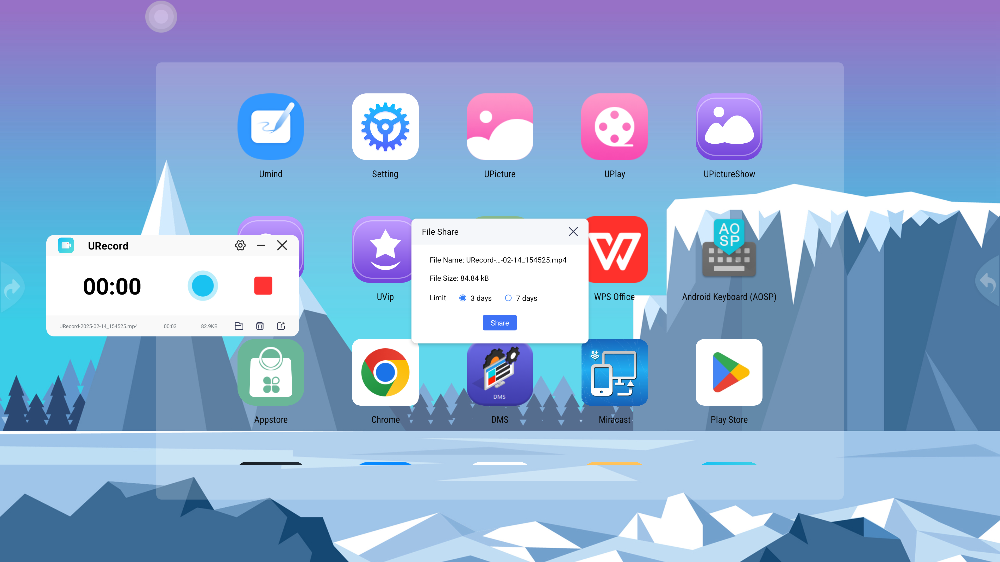 Umind
Setting
UPicture
UPlay
UPictureShow
URecord
00:00
URecord-2025-02-14_154525.mp4 00:03 82.9KB
UVip
File Share
File Name: URecord-...-02-14_154525.mp4
File Size: 84.84 kB
Limit 3 days 7 days
Share
WPS Office
AO
SP
Android Keyboard (AOSP)
DMS
Appstore
Chrome
DMS
Miracast
Play Store